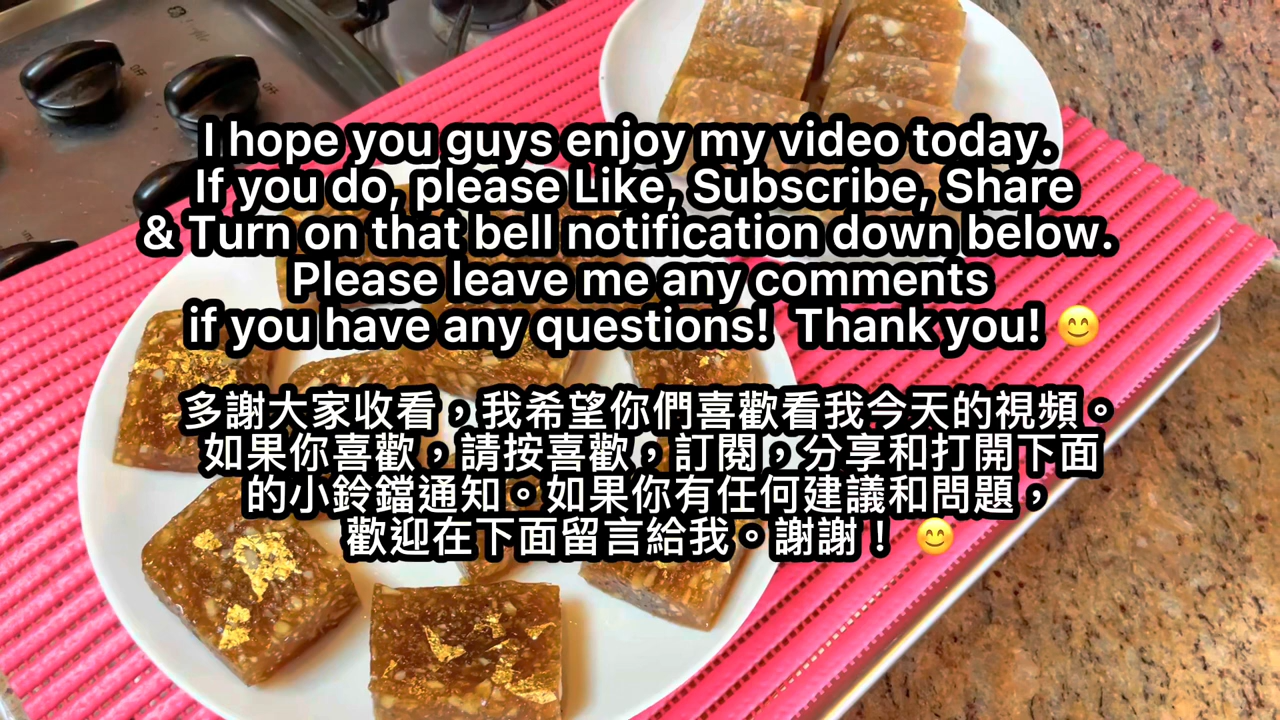 OFF
OFF
I hope you guys enjoy my video today.
If you do, please Like, Subscribe, Share
& Turn on that bell notification down below.
Please leave me any comments
if you have any questions!  Thank you! 😊
多謝大家收看，我希望你們喜歡看我今天的視頻。
如果你喜歡，請按喜歡，訂閱，分享和打開下面
的小鈴鐺通知。如果你有任何建議和問題，
歡迎在下面留言給我。謝謝！ 😊